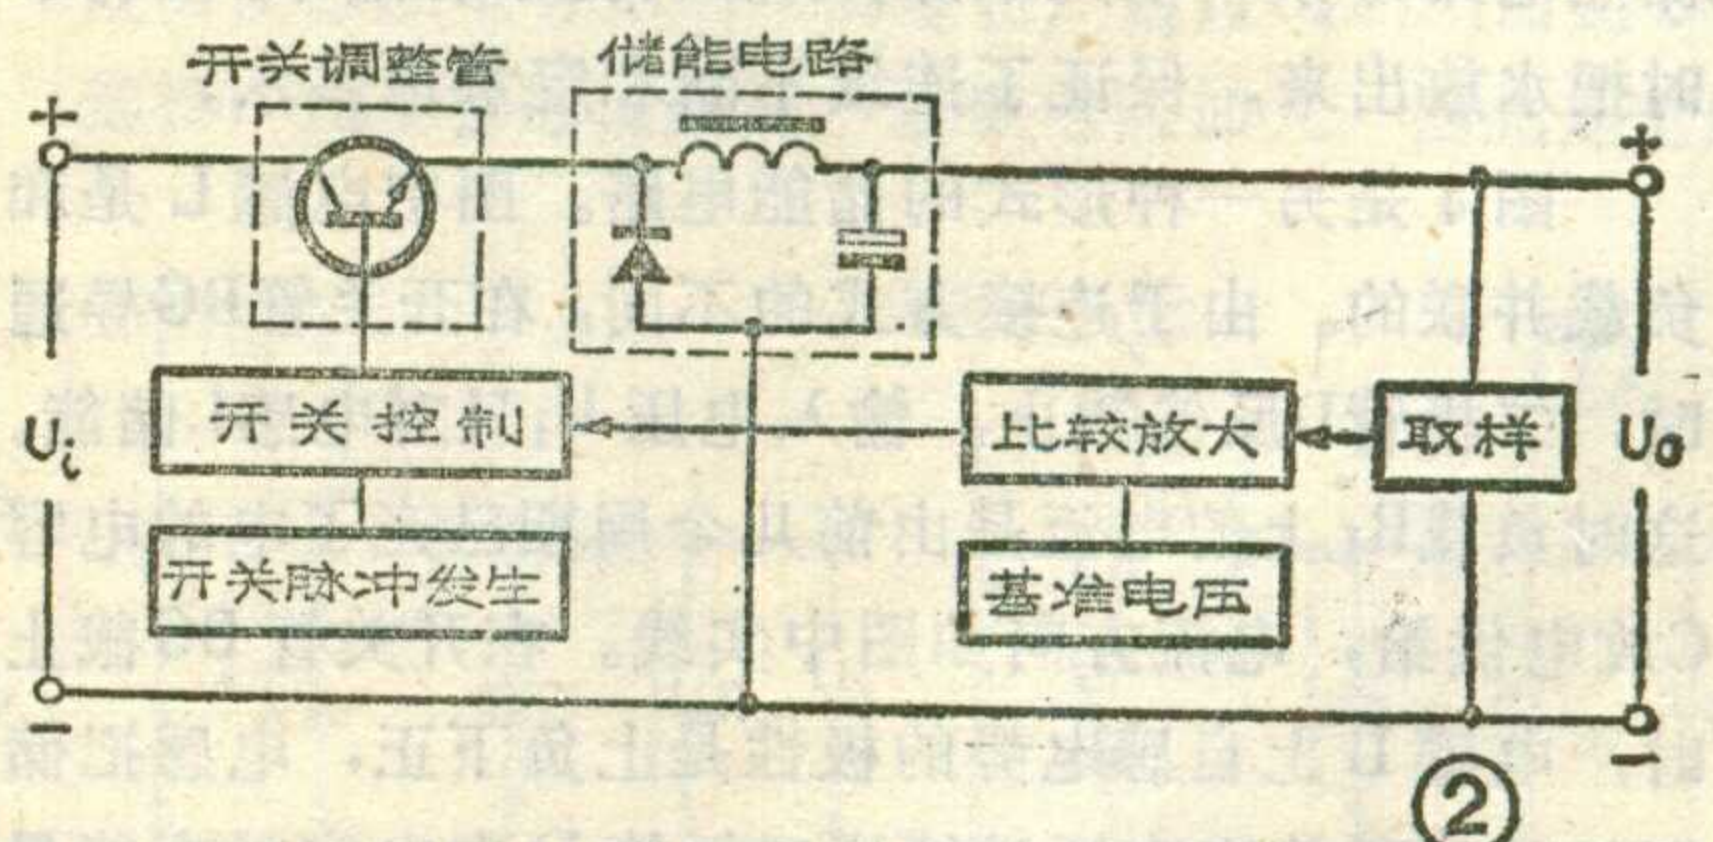 开关调整管
储能电路
+
+
Ui
开关控制
比较放大
取样
Uo
开关脉冲发生
基准电压
−
−
②